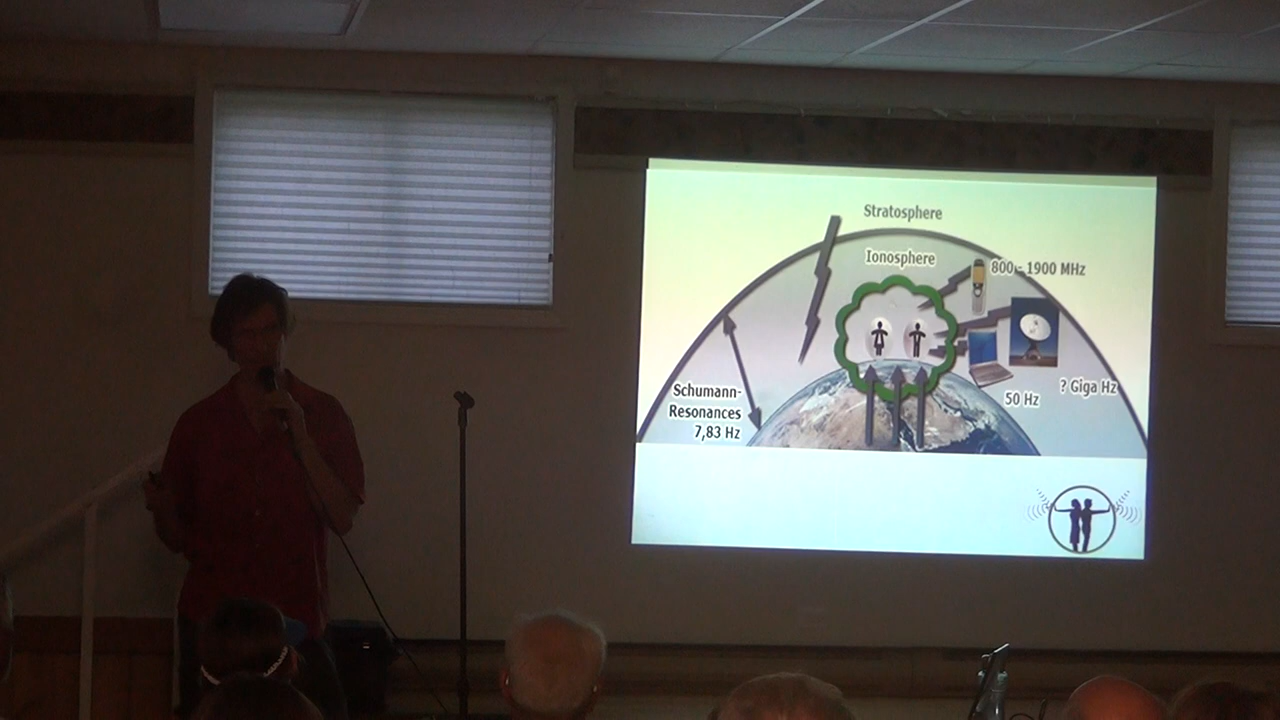 Stratosphere
Ionosphere
800 - 1900 MHz
Schumann-
Resonances
7,83 Hz
50 Hz
? Giga Hz